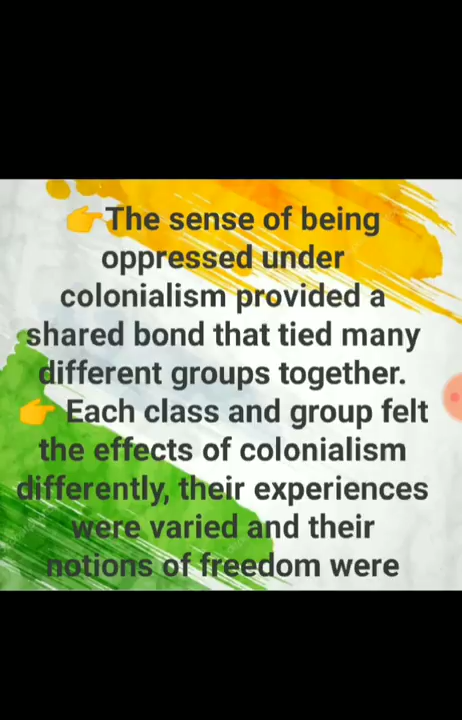 👉The sense of being
oppressed under
colonialism provided a
shared bond that tied many
different groups together.
👉 Each class and group felt
the effects of colonialism
differently, their experiences
were varied and their
notions of freedom were